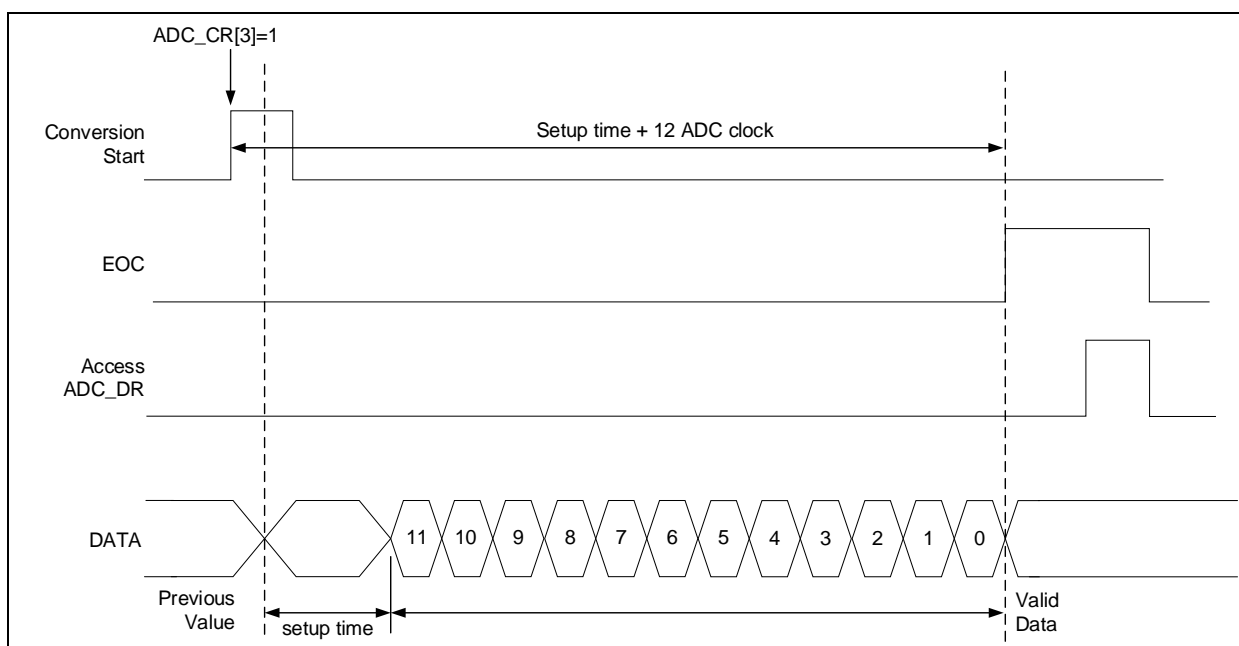 ADC_CR[3]=1
Conversion
Start
Setup time + 12 ADC clock
EOC
Access
ADC_DR
DATA
11 10 9 8 7 6 5 4 3 2 1 0
Previous
Value
setup time
Valid
Data